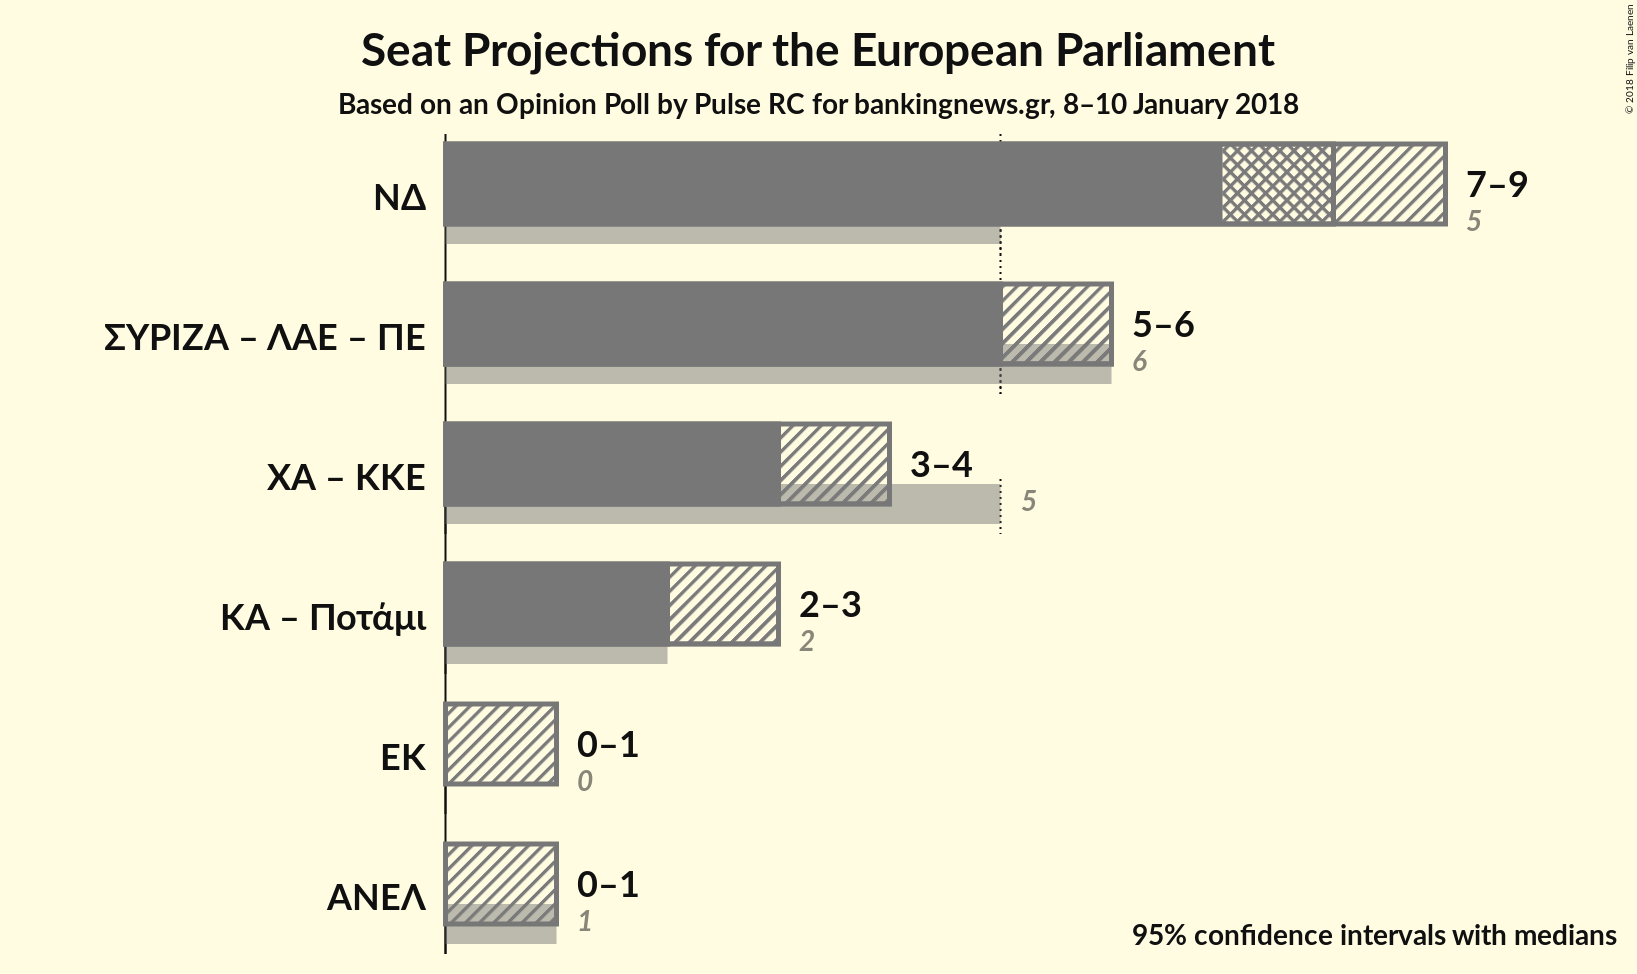 Seat Projections for the European Parliament
Based on an Opinion Poll by Pulse RC for bankingnews.gr, 8–10 January 2018
© 2018 Filip van Laenen
ΝΔ
7–9
5
ΣΥΡΙΖΑ – ΛΑΕ – ΠΕ
5–6
6
ΧΑ – ΚΚΕ
3–4
5
ΚΑ – Ποτάμι
2–3
2
ΕΚ
0–1
0
ΑΝΕΛ
0–1
1
95% confidence intervals with medians